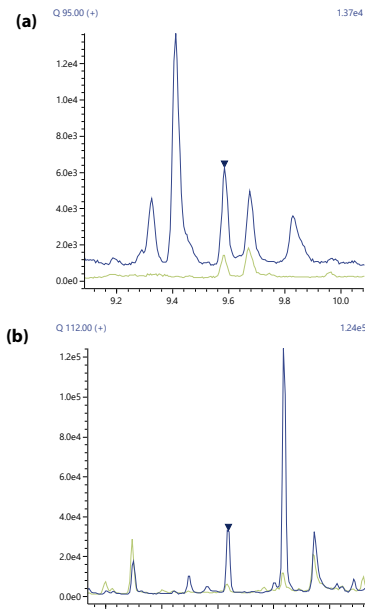 (a)
Q 95.00 (+) 1.37e4
1.2e4
1.0e4
8.0e3
6.0e3
4.0e3
2.0e3
0.0e0
9.2 9.4 9.6 9.8 10.0
(b)
Q 112.00 (+) 1.24e5
1.2e5
1.0e5
8.0e4
6.0e4
4.0e4
2.0e4
0.0e0